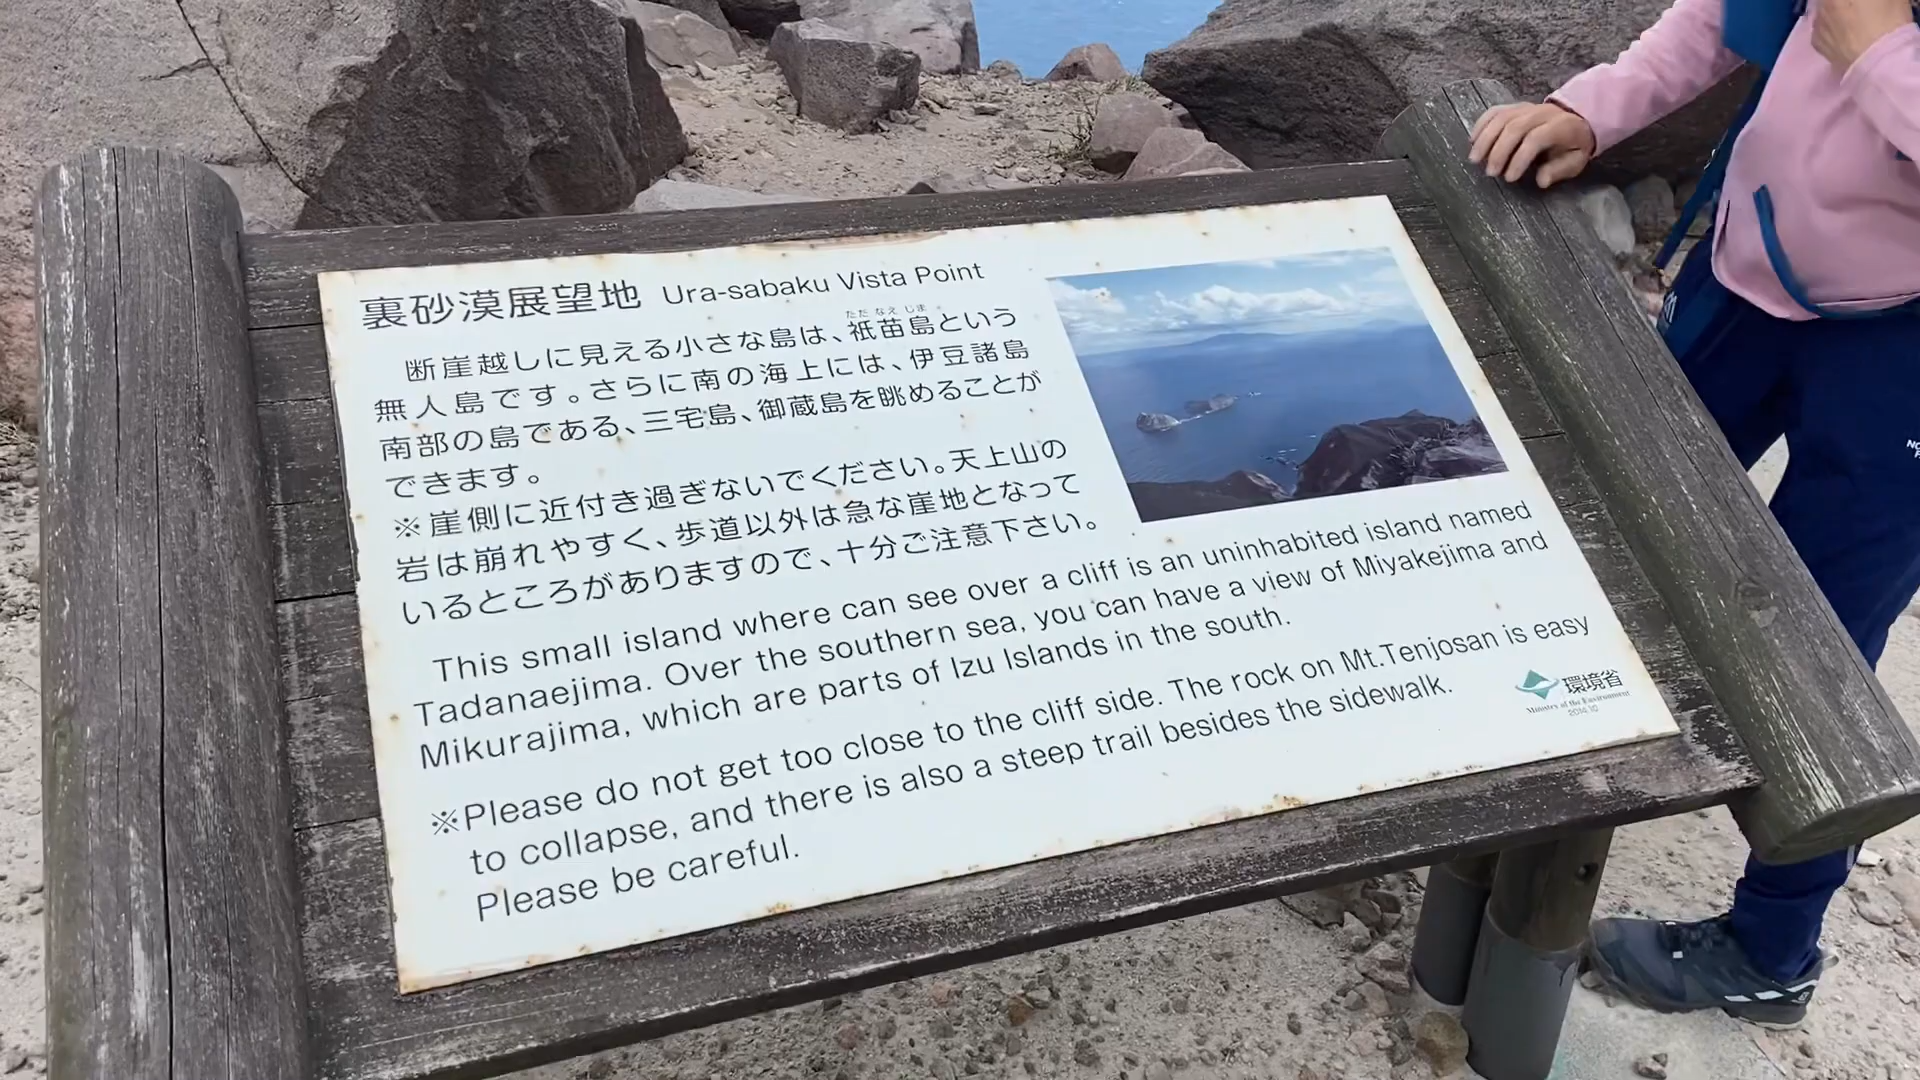 裏砂漠展望地 Ura-sabaku Vista Point
ただ なえ じま
断崖越しに見える小さな島は、祇苗島という
無人島です。さらに南の海上には、伊豆諸島
南部の島である、三宅島、御蔵島を眺めることが
できます。
※崖側に近付き過ぎないでください。天上山の
岩は崩れやすく、歩道以外は急な崖地となって
いるところがありますので、十分ご注意下さい。
This small island where can see over a cliff is an uninhabited island named
Tadanaejima. Over the southern sea, you can have a view of Miyakejima and
Mikurajima, which are parts of Izu Islands in the south.
※Please do not get too close to the cliff side. The rock on Mt.Tenjosan is easy
to collapse, and there is also a steep trail besides the sidewalk.
Please be careful.
環境省
Ministry of the Environment
2014.10